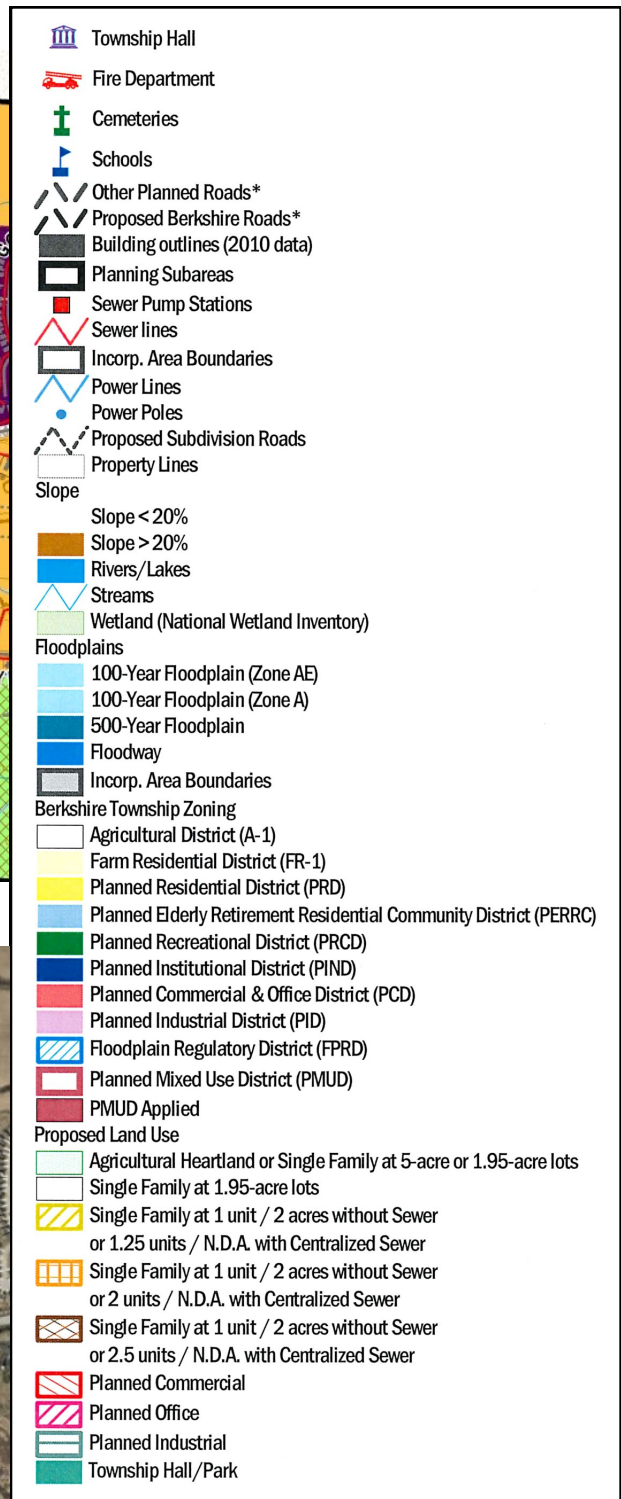 Township Hall
Fire Department
Cemeteries
Schools
Other Planned Roads*
Proposed Berkshire Roads*
Building outlines (2010 data)
Planning Subareas
Sewer Pump Stations
Sewer lines
Incorp. Area Boundaries
Power Lines
Power Poles
Proposed Subdivision Roads
Property Lines
Slope
Slope < 20%
Slope > 20%
Rivers/Lakes
Streams
Wetland (National Wetland Inventory)
Floodplains
100-Year Floodplain (Zone AE)
100-Year Floodplain (Zone A)
500-Year Floodplain
Floodway
Incorp. Area Boundaries
Berkshire Township Zoning
Agricultural District (A-1)
Farm Residential District (FR-1)
Planned Residential District (PRD)
Planned Elderly Retirement Residential Community District (PERRC)
Planned Recreational District (PRCD)
Planned Institutional District (PIND)
Planned Commercial & Office District (PCD)
Planned Industrial District (PID)
Floodplain Regulatory District (FPRD)
Planned Mixed Use District (PMUD)
PMUD Applied
Proposed Land Use
Agricultural Heartland or Single Family at 5-acre or 1.95-acre lots
Single Family at 1.95-acre lots
Single Family at 1 unit / 2 acres without Sewer
or 1.25 units / N.D.A. with Centralized Sewer
Single Family at 1 unit / 2 acres without Sewer
or 2 units / N.D.A. with Centralized Sewer
Single Family at 1 unit / 2 acres without Sewer
or 2.5 units / N.D.A. with Centralized Sewer
Planned Commercial
Planned Office
Planned Industrial
Township Hall/Park